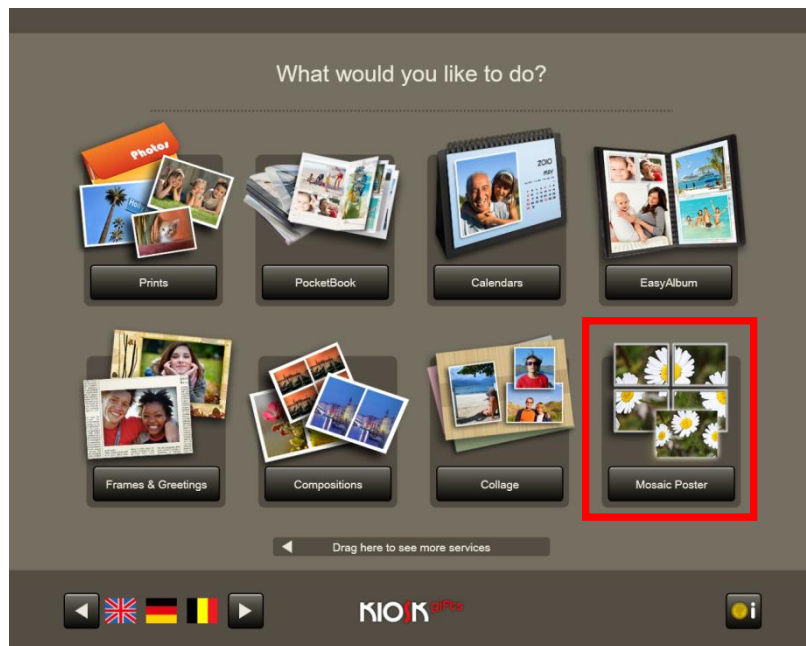 What would you like to do?
Photos
2010
MAY
Prints
PocketBook
Calendars
EasyAlbum
Frames & Greetings
Compositions
Collage
Mosaic Poster
Drag here to see more services
KIOSK gifts
i